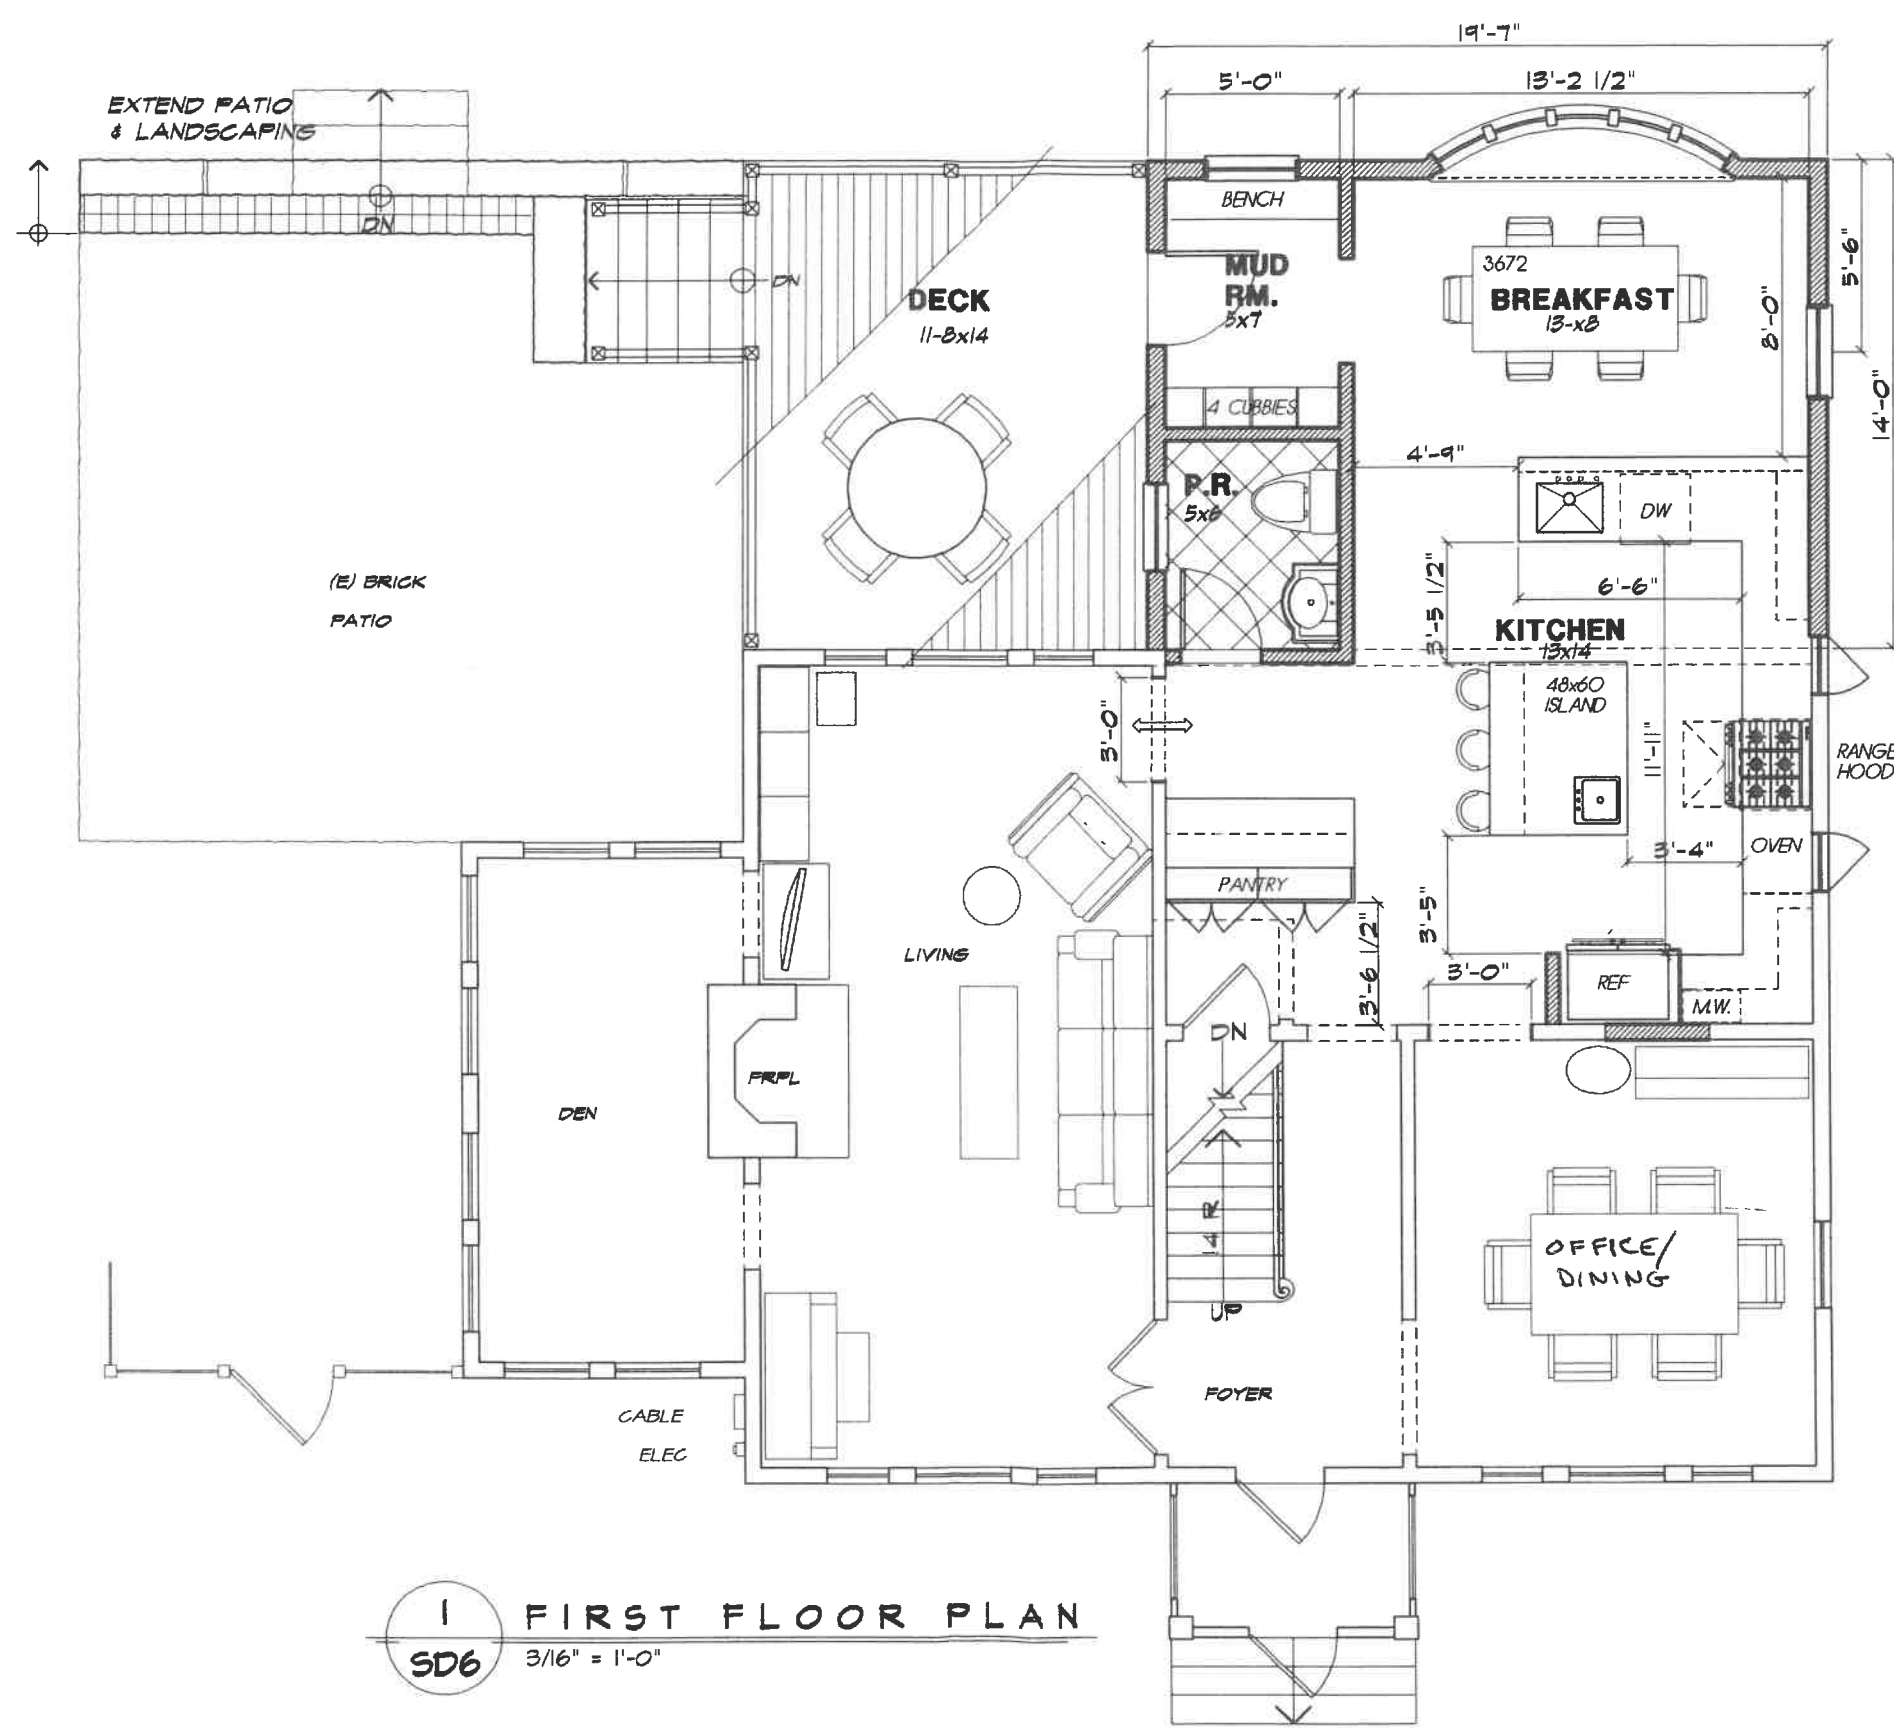 19'-7"
5'-0"
13'-2 1/2"
EXTEND PATIO
& LANDSCAPING
DN
BENCH
MUD
RM.
5x7
DECK
11-8x14
DN
3672
BREAKFAST
13-x8
5'-6"
8'-0"
14'-0"
4 CUBBIES
4'-9"
P.R.
5x6
DW
(E) BRICK
PATIO
3'-5 1/2"
6'-6"
KITCHEN
13x14
48x60
ISLAND
3'-0"
11'-11"
RANGE
HOOD
3'-4"
OVEN
PANTRY
3'-5"
LIVING
3'-6 1/2"
3'-0"
REF
M.W.
DN
FRPL
DEN
14 R
UP
OFFICE/
DINING
FOYER
CABLE
ELEC
1
FIRST FLOOR PLAN
SD6
3/16" = 1'-0"